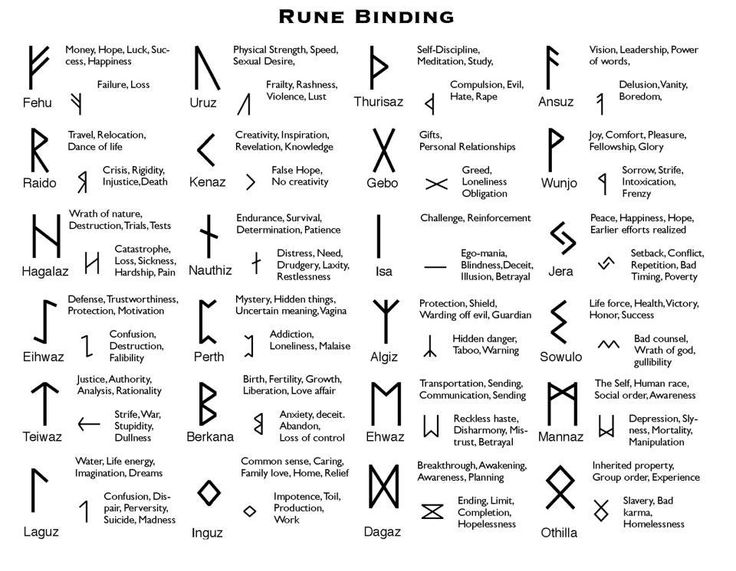 RUNE BINDING
Money, Hope, Luck, Suc-
cess, Happiness
Failure, Loss
Fehu
Physical Strength, Speed,
Sexual Desire,
Frailty, Rashness,
Violence, Lust
Uruz
Self-Discipline,
Meditation, Study,
Compulsion, Evil,
Hate, Rape
Thurisaz
Vision, Leadership, Power
of words,
Delusion, Vanity,
Boredom,
Ansuz
Travel, Relocation,
Dance of life
Crisis, Rigidity,
Injustice, Death
Raido
Creativity, Inspiration,
Revelation, Knowledge
False Hope,
No creativity
Kenaz
Gifts,
Personal Relationships
Greed,
Loneliness
Obligation
Gebo
Joy, Comfort, Pleasure,
Fellowship, Glory
Sorrow, Strife,
Intoxication,
Frenzy
Wunjo
Wrath of nature,
Destruction, Trials, Tests
Catastrophe,
Loss, Sickness,
Hardship, Pain
Hagalaz
Endurance, Survival,
Determination, Patience
Distress, Need,
Drudgery, Laxity,
Restlessness
Nauthiz
Challenge, Reinforcement
Ego-mania,
Blindness, Deceit,
Illusion, Betrayal
Isa
Peace, Happiness, Hope,
Earlier efforts realized
Setback, Conflict,
Repetition, Bad
Timing, Poverty
Jera
Defense, Trustworthiness,
Protection, Motivation
Confusion,
Destruction,
Falibility
Eihwaz
Mystery, Hidden things,
Uncertain meaning, Vagina
Addiction,
Loneliness, Malaise
Perth
Protection, Shield,
Warding off evil, Guardian
Hidden danger,
Taboo, Warning
Algiz
Life force, Health, Victory,
Honor, Success
Bad counsel,
Wrath of god,
gullibility
Sowulo
Justice, Authority,
Analysis, Rationality
Strife, War,
Stupidity,
Dullness
Teiwaz
Birth, Fertility, Growth,
Liberation, Love affair
Anxiety, deceit.
Abandon,
Loss of control
Berkana
Transportation, Sending,
Communication, Sending
Reckless haste,
Disharmony, Mis-
trust, Betrayal
Ehwaz
The Self, Human race,
Social order, Awareness
Depression, Sly-
ness, Mortality,
Manipulation
Mannaz
Water, Life energy,
Imagination, Dreams
Confusion, Dis-
pair, Perversity,
Suicide, Madness
Laguz
Common sense, Caring,
Family love, Home, Relief
Impotence, Toil,
Production,
Work
Inguz
Breakthrough, Awakening,
Awareness, Planning
Ending, Limit,
Completion,
Hopelessness
Dagaz
Inherited property,
Group order, Experience
Slavery, Bad
karma,
Homelessness
Othilla